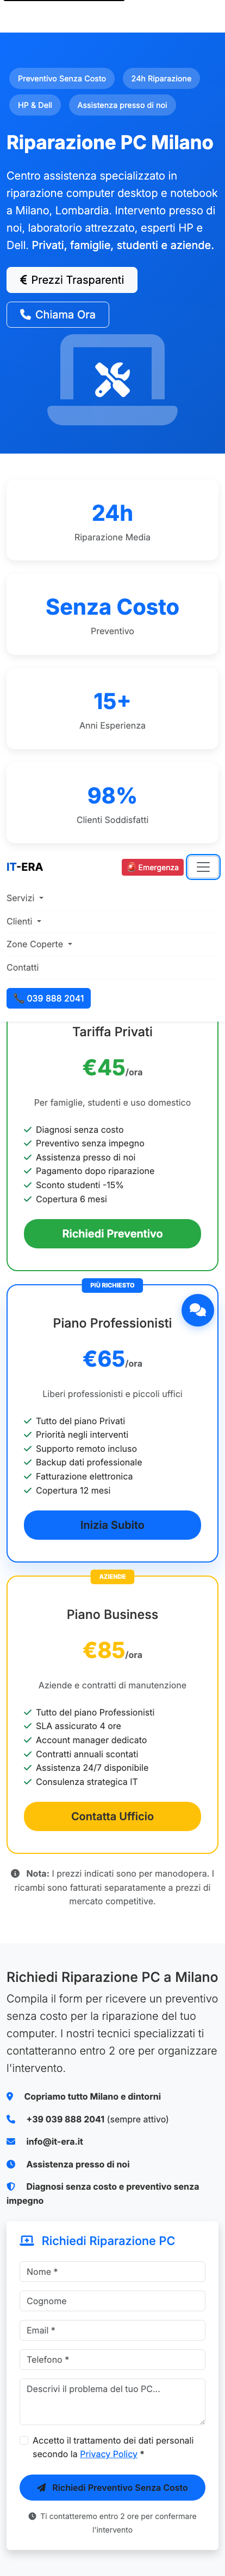 Preventivo Senza Costo
24h Riparazione
HP & Dell
Assistenza presso di noi
Riparazione PC Milano
Centro assistenza specializzato in
riparazione computer desktop e notebook
a Milano, Lombardia. Intervento presso di
noi, laboratorio attrezzato, esperti HP e
Dell. Privati, famiglie, studenti e aziende.
€ Prezzi Trasparenti
Chiama Ora
24h
Riparazione Media
Senza Costo
Preventivo
15+
Anni Esperienza
98%
Clienti Soddisfatti
IT-ERA
🚨 Emergenza
Servizi
Clienti
Zone Coperte
Contatti
📞 039 888 2041
Tariffa Privati
€45/ora
Per famiglie, studenti e uso domestico
Diagnosi senza costo
Preventivo senza impegno
Assistenza presso di noi
Pagamento dopo riparazione
Sconto studenti -15%
Copertura 6 mesi
Richiedi Preventivo
PIÙ RICHIESTO
Piano Professionisti
€65/ora
Liberi professionisti e piccoli uffici
Tutto del piano Privati
Priorità negli interventi
Supporto remoto incluso
Backup dati professionale
Fatturazione elettronica
Copertura 12 mesi
Inizia Subito
AZIENDE
Piano Business
€85/ora
Aziende e contratti di manutenzione
Tutto del piano Professionisti
SLA assicurato 4 ore
Account manager dedicato
Contratti annuali scontati
Assistenza 24/7 disponibile
Consulenza strategica IT
Contatta Ufficio
Nota: I prezzi indicati sono per manodopera. I
ricambi sono fatturati separatamente a prezzi di
mercato competitive.
Richiedi Riparazione PC a Milano
Compila il form per ricevere un preventivo
senza costo per la riparazione del tuo
computer. I nostri tecnici specializzati ti
contatteranno entro 2 ore per organizzare
l'intervento.
Copriamo tutto Milano e dintorni
+39 039 888 2041 (sempre attivo)
info@it-era.it
Assistenza presso di noi
Diagnosi senza costo e preventivo senza
impegno
Richiedi Riparazione PC
Nome *
Cognome
Email *
Telefono *
Descrivi il problema del tuo PC...
Accetto il trattamento dei dati personali
secondo la Privacy Policy *
Richiedi Preventivo Senza Costo
Ti contatteremo entro 2 ore per confermare
l'intervento